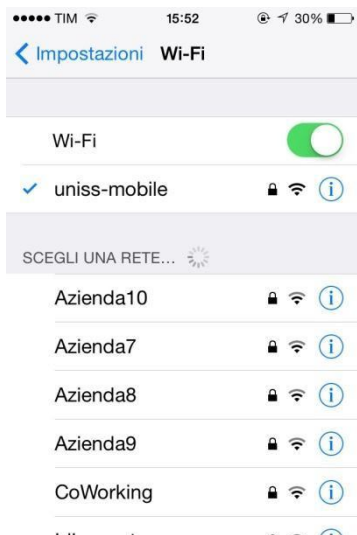 TIM 15:52 30%
Impostazioni Wi-Fi
Wi-Fi
uniss-mobile
SCEGLI UNA RETE...
Azienda10
Azienda7
Azienda8
Azienda9
CoWorking